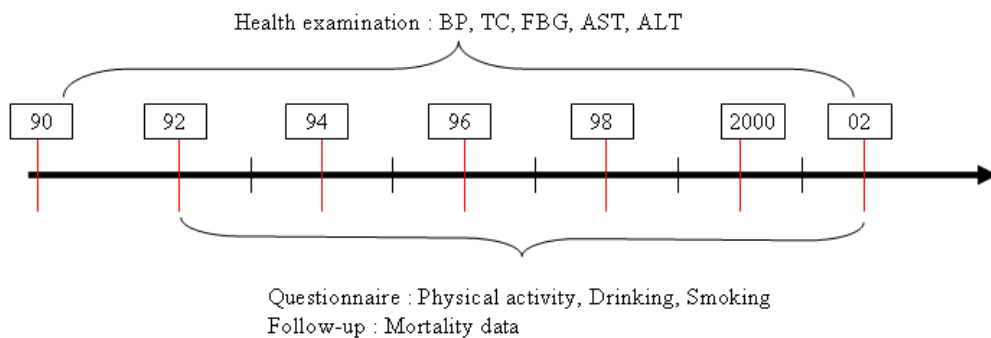 Health examination : BP, TC, FBG, AST, ALT
90 92 94 96 98 2000 02
Questionnaire : Physical activity, Drinking, Smoking
Follow-up : Mortality data